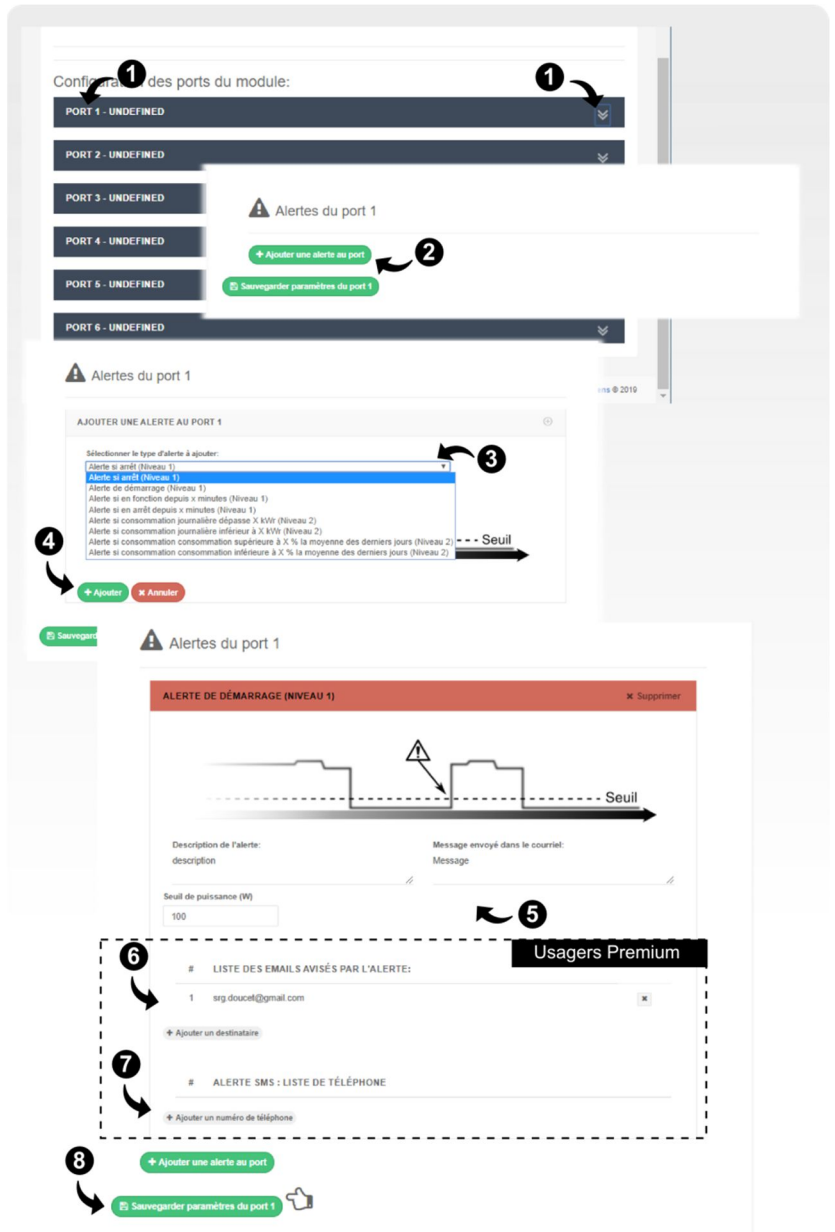 Configuration des ports du module:
1
1
PORT 1 - UNDEFINED
PORT 2 - UNDEFINED
PORT 3 - UNDEFINED
PORT 4 - UNDEFINED
PORT 5 - UNDEFINED
PORT 6 - UNDEFINED
Alertes du port 1
+ Ajouter une alerte au port
2
Sauvegarder paramètres du port 1
ens © 2019
Alertes du port 1
AJOUTER UNE ALERTE AU PORT 1
Sélectionner le type d'alerte à ajouter:
3
Alerte si arrêt (Niveau 1)
Alerte si arrêt (Niveau 1)
Alerte de démarrage (Niveau 1)
Alerte si en fonction depuis x minutes (Niveau 1)
Alerte si en arrêt depuis x minutes (Niveau 1)
Alerte si consommation journalière dépasse X kWr (Niveau 2)
Alerte si consommation journalière inférieur à X kWr (Niveau 2)
Alerte si consommation consommation supérieure à X % la moyenne des derniers jours (Niveau 2)
Alerte si consommation consommation inférieure à X % la moyenne des derniers jours (Niveau 2)
Seuil
4
+ Ajouter
× Annuler
Sauvegard
Alertes du port 1
ALERTE DE DÉMARRAGE (NIVEAU 1)
× Supprimer
Seuil
Description de l'alerte:
description
Message envoyé dans le courriel:
Message
Seuil de puissance (W)
100
5
Usagers Premium
6
# LISTE DES EMAILS AVISÉS PAR L'ALERTE:
1 srg.doucet@gmail.com
+ Ajouter un destinataire
7
# ALERTE SMS : LISTE DE TÉLÉPHONE
+ Ajouter un numéro de téléphone
8
+ Ajouter une alerte au port
Sauvegarder paramètres du port 1